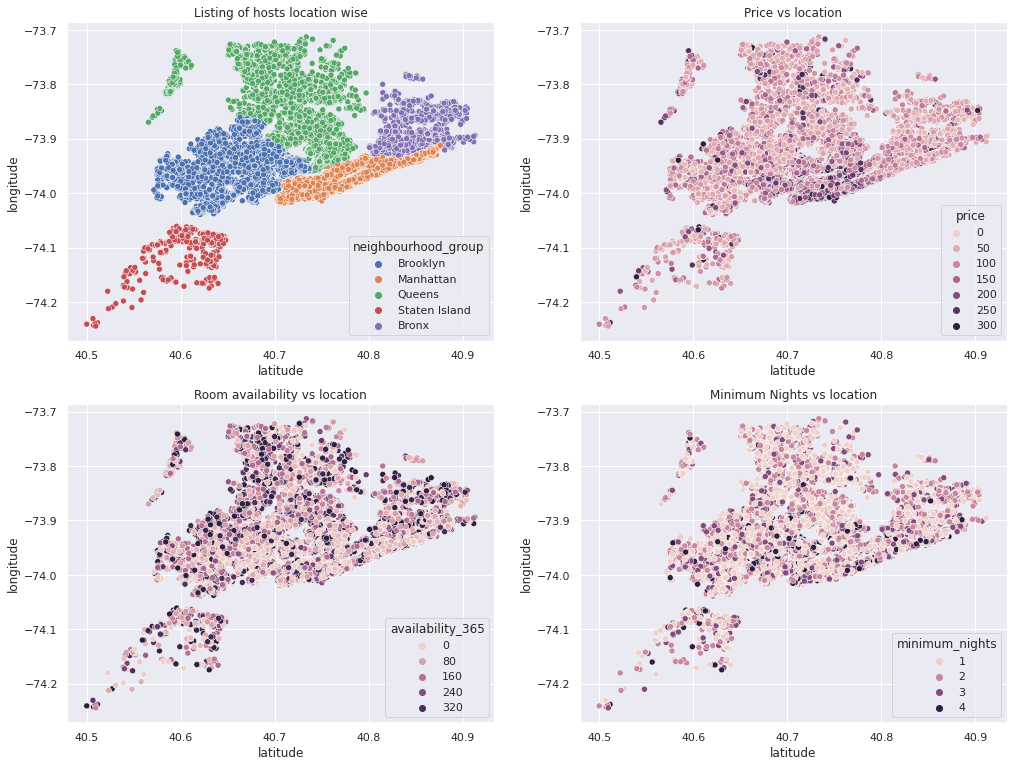 Listing of hosts location wise
−73.7
−73.8
−73.9
−74.0
−74.1
−74.2
longitude
40.5
40.6
40.7
40.8
40.9
latitude
neighbourhood_group
Brooklyn
Manhattan
Queens
Staten Island
Bronx
Price vs location
−73.7
−73.8
−73.9
−74.0
−74.1
−74.2
longitude
40.5
40.6
40.7
40.8
40.9
latitude
price
0
50
100
150
200
250
300
Room availability vs location
−73.7
−73.8
−73.9
−74.0
−74.1
−74.2
longitude
40.5
40.6
40.7
40.8
40.9
latitude
availability_365
0
80
160
240
320
Minimum Nights vs location
−73.7
−73.8
−73.9
−74.0
−74.1
−74.2
longitude
40.5
40.6
40.7
40.8
40.9
latitude
minimum_nights
1
2
3
4